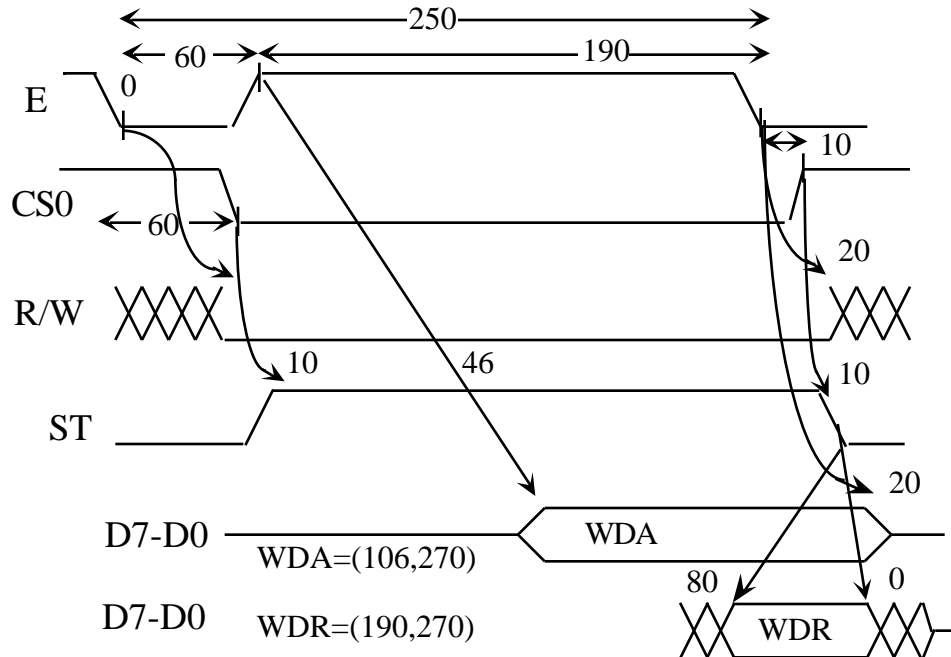 250
60
190
E
0
10
CS0
60
20
R/W
10
46
10
ST
20
D7-D0
WDA
WDA=(106,270)
80
0
D7-D0
WDR=(190,270)
WDR